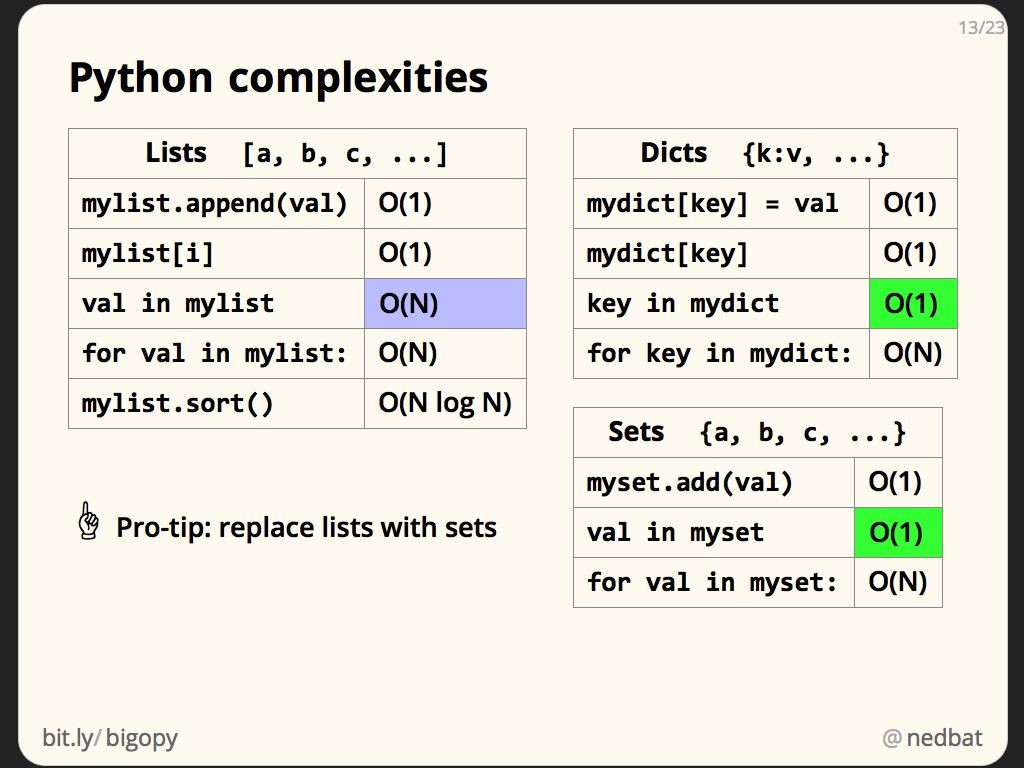 13/23
Python complexities
Lists [a, b, c, ...]
mylist.append(val) O(1)
mylist[i] O(1)
val in mylist O(N)
for val in mylist: O(N)
mylist.sort() O(N log N)
☝ Pro-tip: replace lists with sets
Dicts {k:v, ...}
mydict[key] = val O(1)
mydict[key] O(1)
key in mydict O(1)
for key in mydict: O(N)
Sets {a, b, c, ...}
myset.add(val) O(1)
val in myset O(1)
for val in myset: O(N)
bit.ly/bigopy
@nedbat